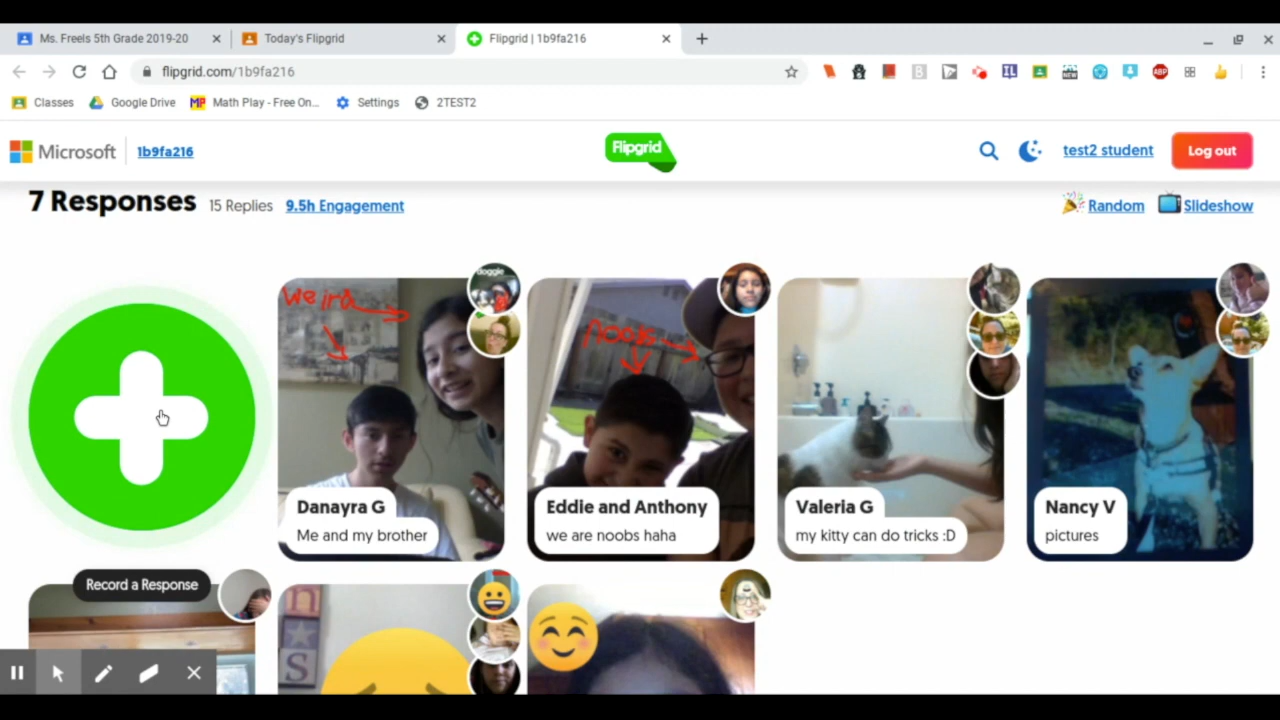 Ms. Freels 5th Grade 2019-20
Today's Flipgrid
Flipgrid | 1b9fa216
flipgrid.com/1b9fa216
Classes
Google Drive
Math Play - Free On...
Settings
2TEST2
Microsoft
1b9fa216
Flipgrid
test2 student
Log out
7 Responses
15 Replies
9.5h Engagement
Random
Slideshow
weird
doggie
noobs
Danayra G
Me and my brother
Eddie and Anthony
we are noobs haha
Valeria G
my kitty can do tricks :D
Nancy V
pictures
Record a Response
N
S